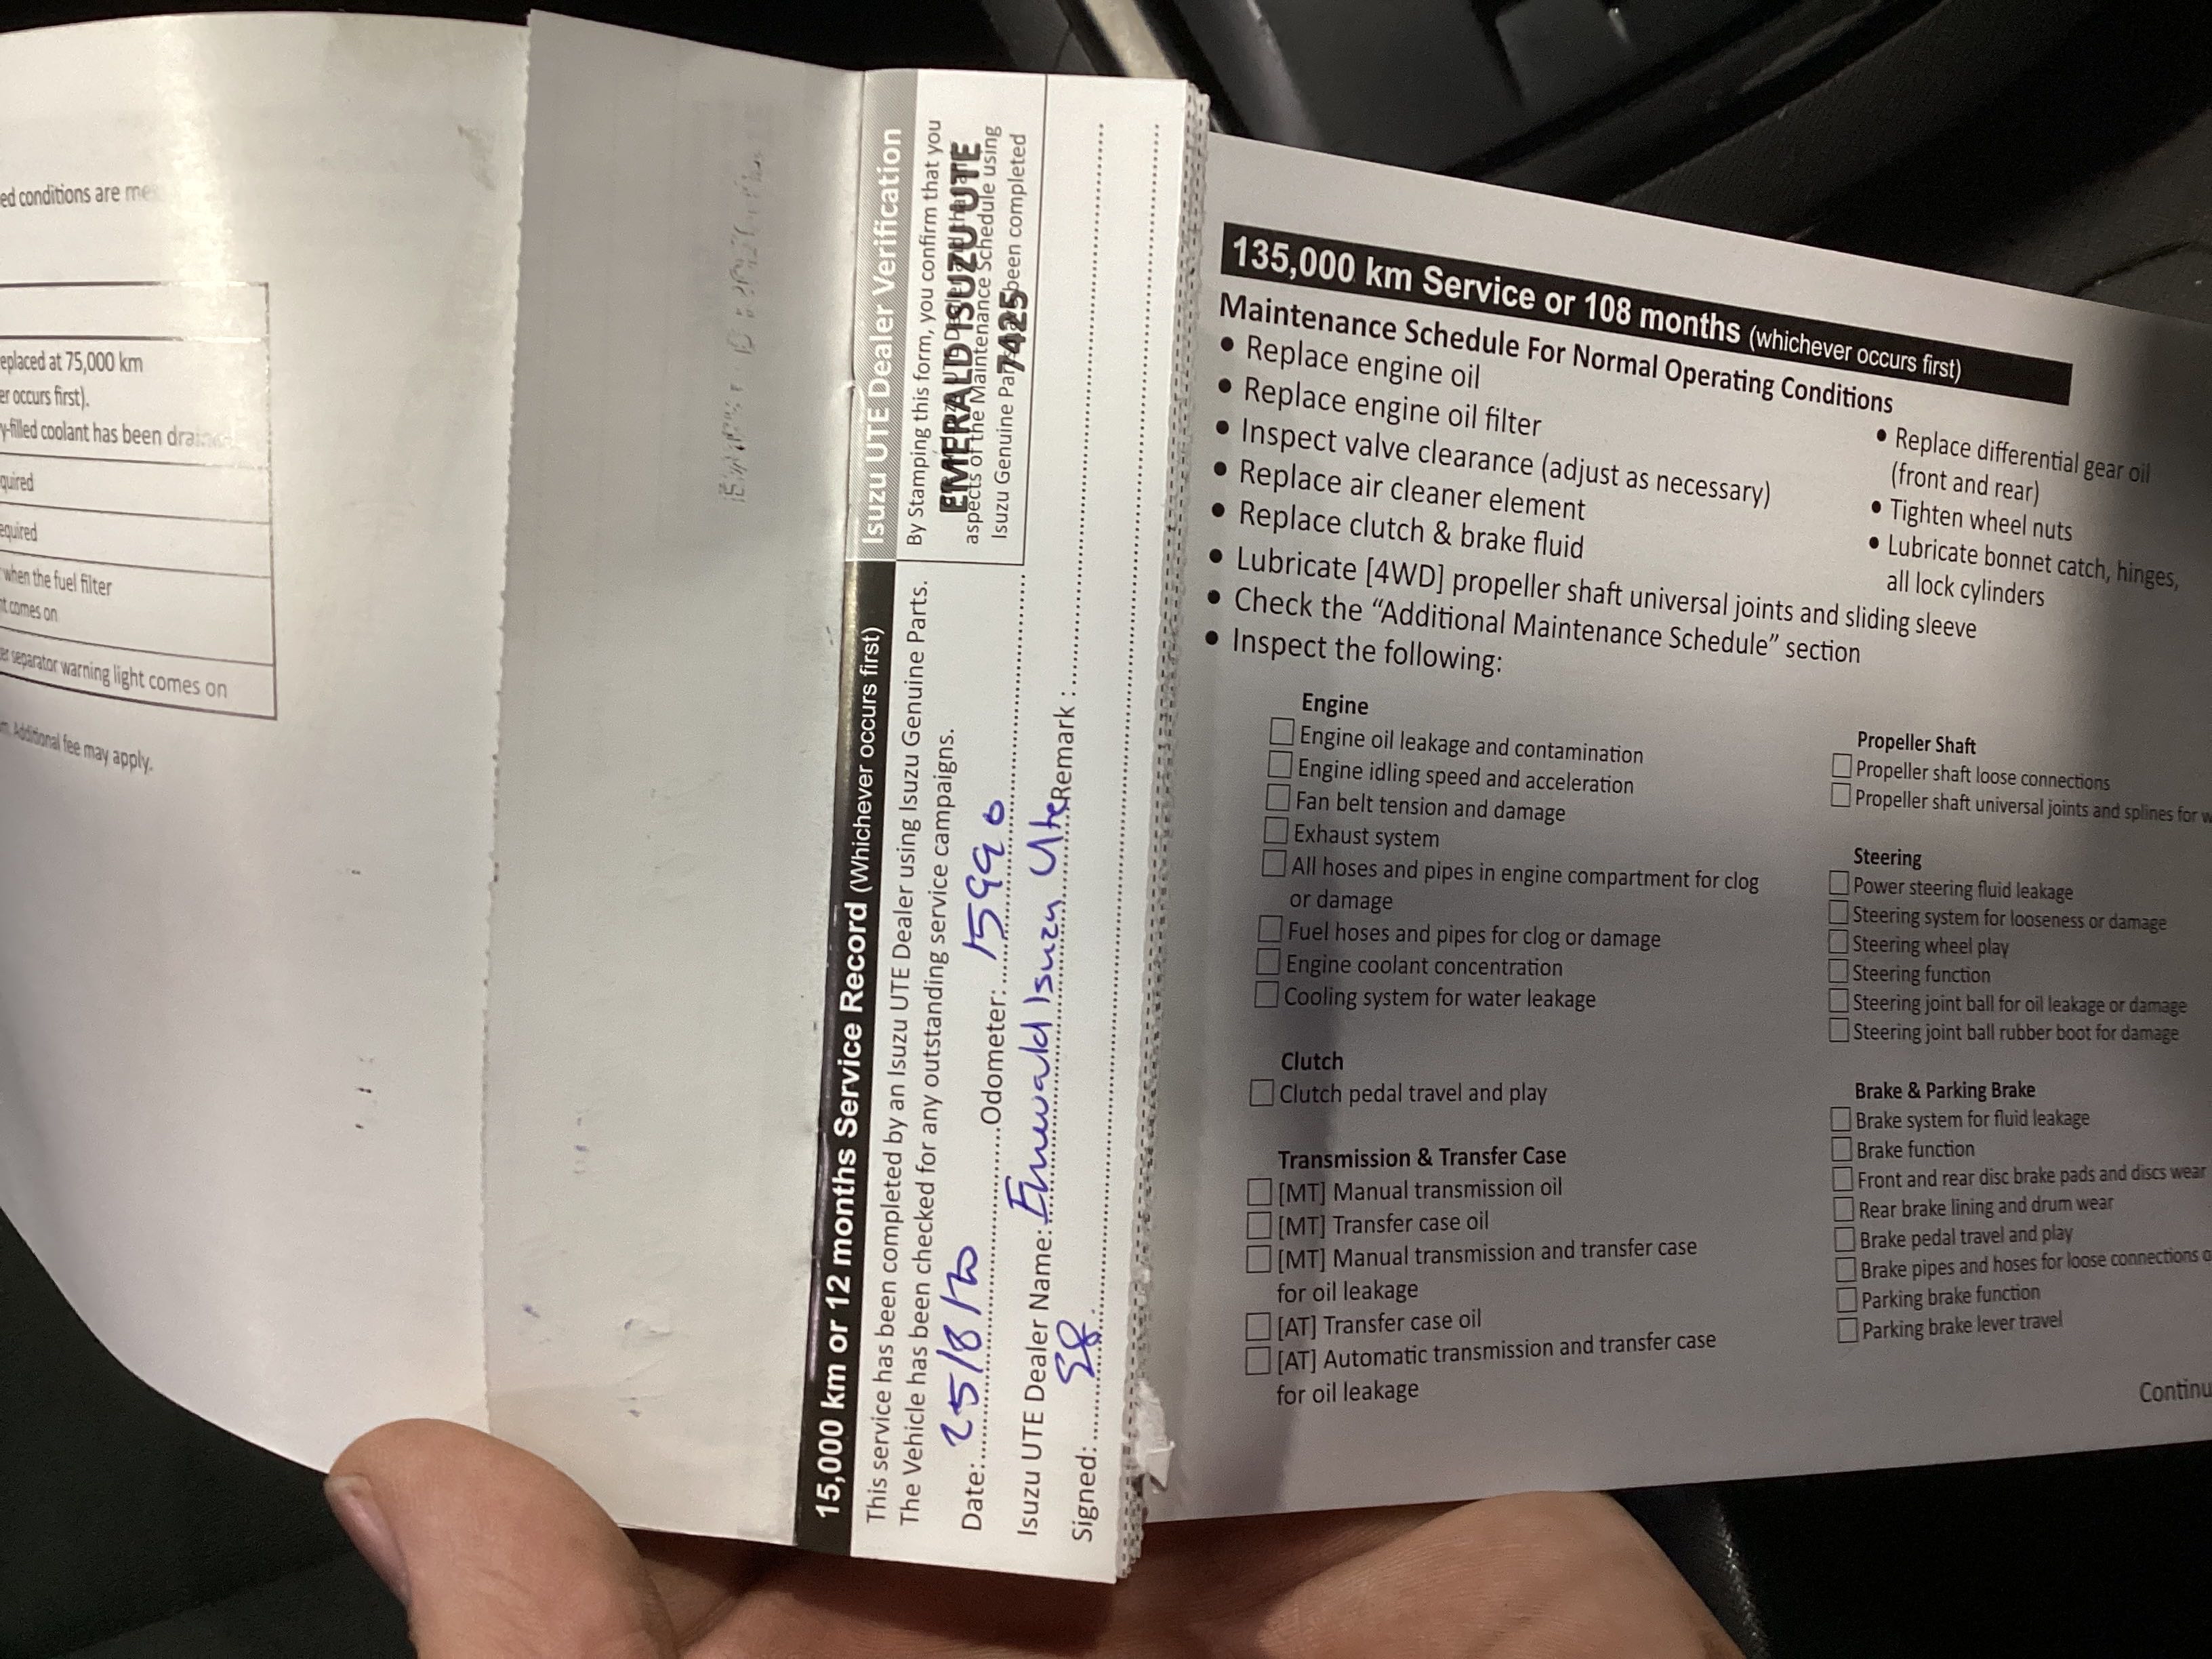 ed conditions are me
eplaced at 75,000 km
er occurs first).
y-filled coolant has been drain
quired
equired
when the fuel filter
t comes on
er separator warning light comes on
m. Additional fee may apply.
15,000 km or 12 months Service Record (Whichever occurs first)
This service has been completed by an Isuzu UTE Dealer using Isuzu Genuine Parts.
The Vehicle has been checked for any outstanding service campaigns.
Date: 25/8/20 Odometer: 15990
Isuzu UTE Dealer Name: Emerald Isuzu Ute Remark :
Signed:
Isuzu UTE Dealer Verification
By Stamping this form, you confirm that you
aspects of the Maintenance Schedule using
Isuzu Genuine Par been completed
EMERALD ISUZU UTE
7425
135,000 km Service or 108 months (whichever occurs first)
Maintenance Schedule For Normal Operating Conditions
• Replace engine oil
• Replace engine oil filter
• Inspect valve clearance (adjust as necessary)
• Replace air cleaner element
• Replace clutch & brake fluid
• Lubricate [4WD] propeller shaft universal joints and sliding sleeve
• Check the “Additional Maintenance Schedule” section
• Inspect the following:
• Replace differential gear oil
(front and rear)
• Tighten wheel nuts
• Lubricate bonnet catch, hinges,
all lock cylinders
Engine
Engine oil leakage and contamination
Engine idling speed and acceleration
Fan belt tension and damage
Exhaust system
All hoses and pipes in engine compartment for clog
or damage
Fuel hoses and pipes for clog or damage
Engine coolant concentration
Cooling system for water leakage
Clutch
Clutch pedal travel and play
Transmission & Transfer Case
[MT] Manual transmission oil
[MT] Transfer case oil
[MT] Manual transmission and transfer case
for oil leakage
[AT] Transfer case oil
[AT] Automatic transmission and transfer case
for oil leakage
Propeller Shaft
Propeller shaft loose connections
Propeller shaft universal joints and splines for w
Steering
Power steering fluid leakage
Steering system for looseness or damage
Steering wheel play
Steering function
Steering joint ball for oil leakage or damage
Steering joint ball rubber boot for damage
Brake & Parking Brake
Brake system for fluid leakage
Brake function
Front and rear disc brake pads and discs wear
Rear brake lining and drum wear
Brake pedal travel and play
Brake pipes and hoses for loose connections o
Parking brake function
Parking brake lever travel
Continu